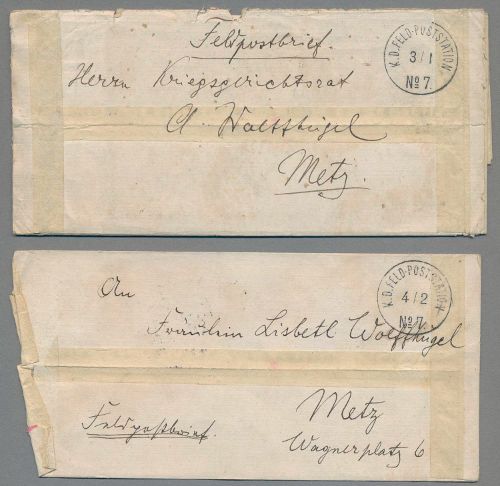 Feldpostbrief.
K.D.FELD-POSTSTATION
3/1
No 7.
Herrn Kriegsgerichtsrat
A Wolffhügel
Metz.
K.D.FELD-POSTSTATION
4/2
No 7.
An
Fräulein Lisbeth Wolffhügel
Metz
Wagnerplatz 6
Feldpostbrief.